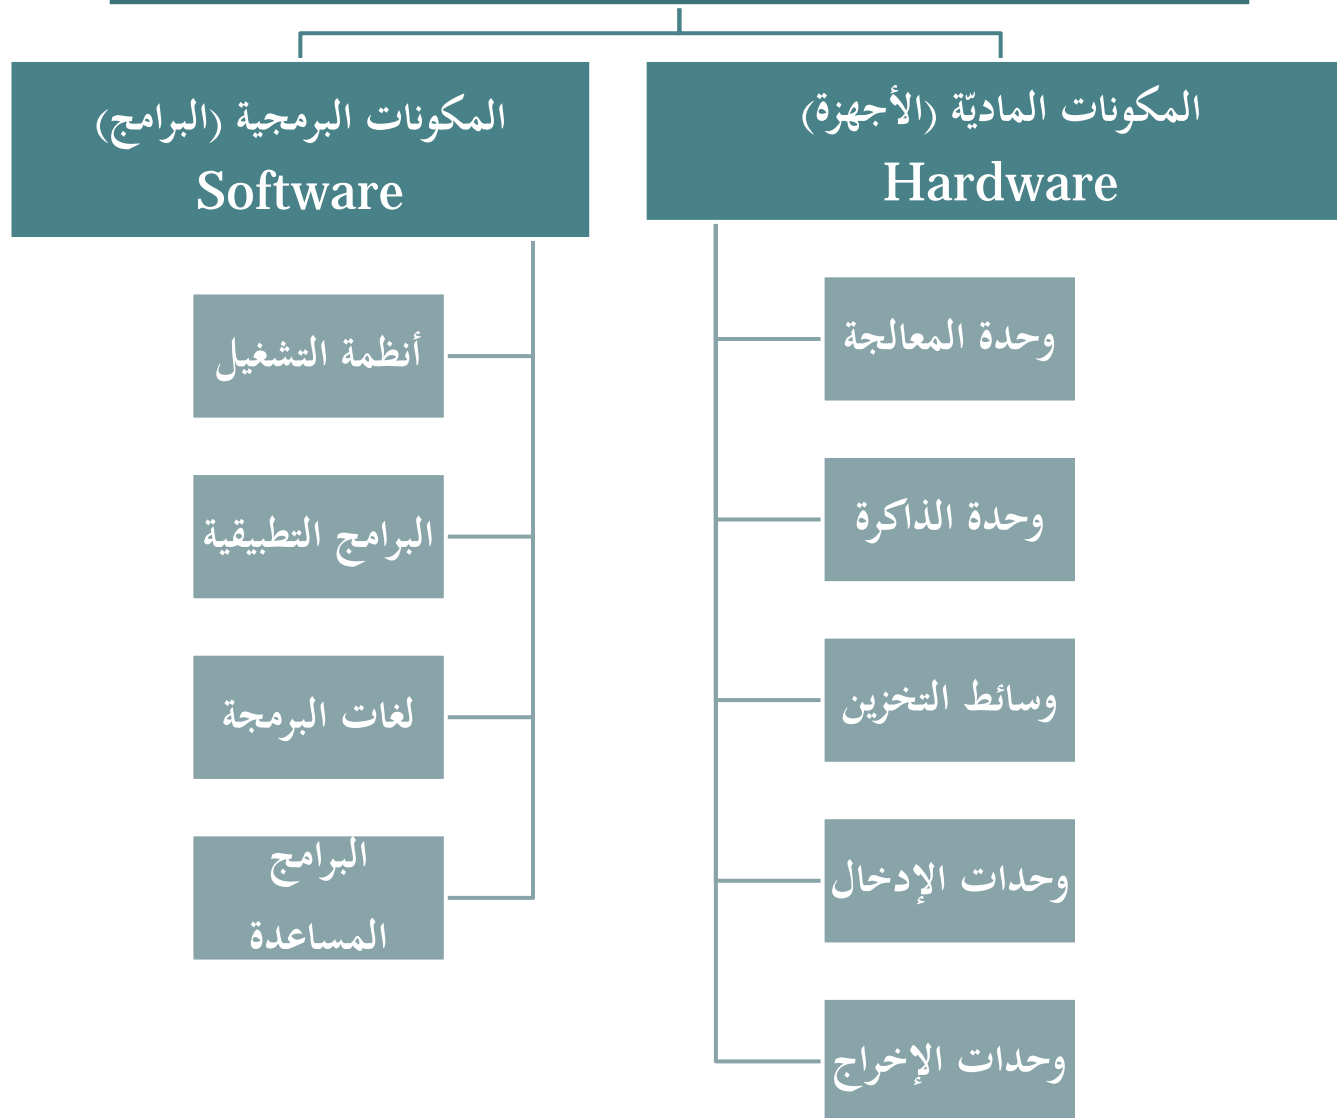 المكونات الماديّة (الأجهزة)
Hardware
وحدة المعالجة
وحدة الذاكرة
وسائط التخزين
وحدات الإدخال
وحدات الإخراج
المكونات البرمجية (البرامج)
Software
أنظمة التشغيل
البرامج التطبيقية
لغات البرمجة
البرامج
المساعدة